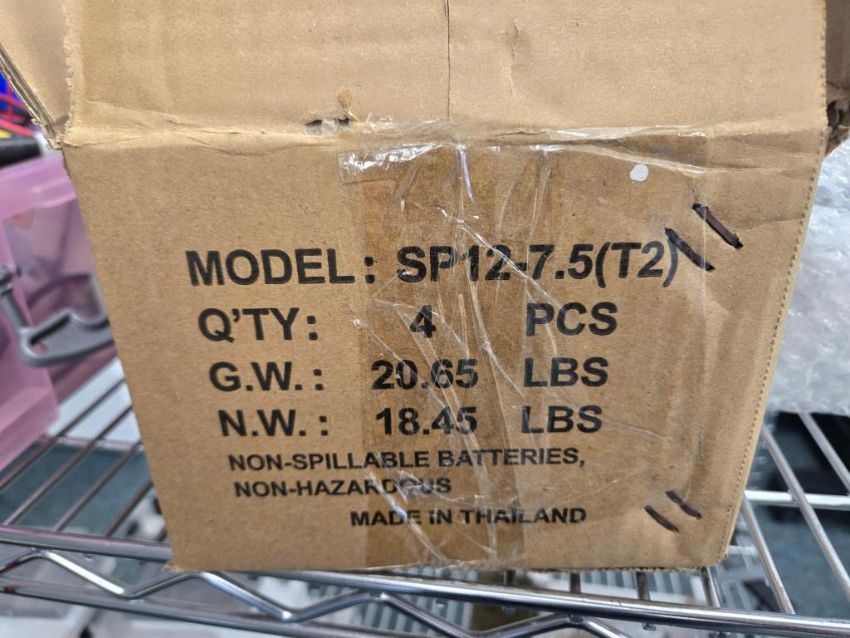 MODEL: SP12-7.5(T2)
Q'TY: 4 PCS
G.W.: 20.65 LBS
N.W.: 18.45 LBS
NON-SPILLABLE BATTERIES,
NON-HAZARDOUS
MADE IN THAILAND